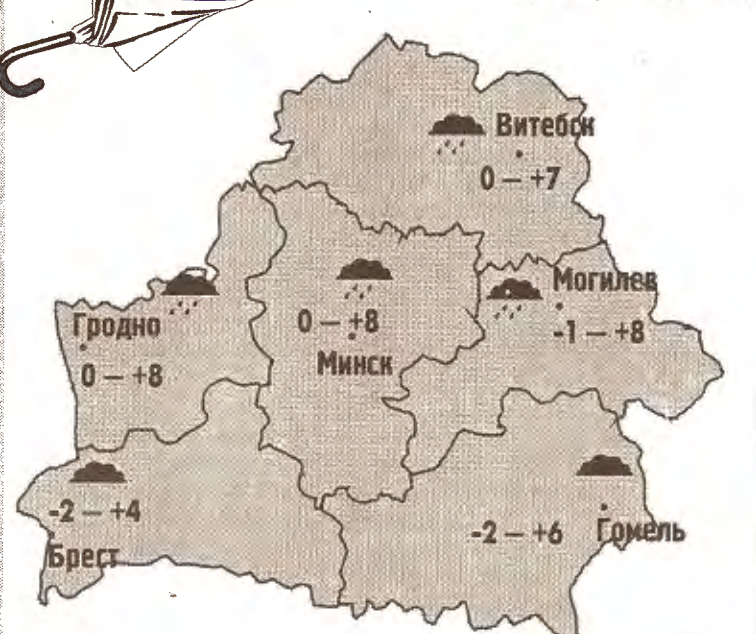 Витебск
0 – +7
Могилев
-1 – +8
0 – +8
Минск
Гродно
0 – +8
-2 – +4
Брест
-2 – +6 Гомель